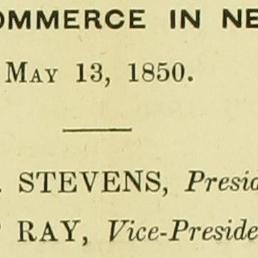 OMMERCE IN NE
MAY 13, 1850.
. STEVENS, Presid
RAY, Vice-Preside